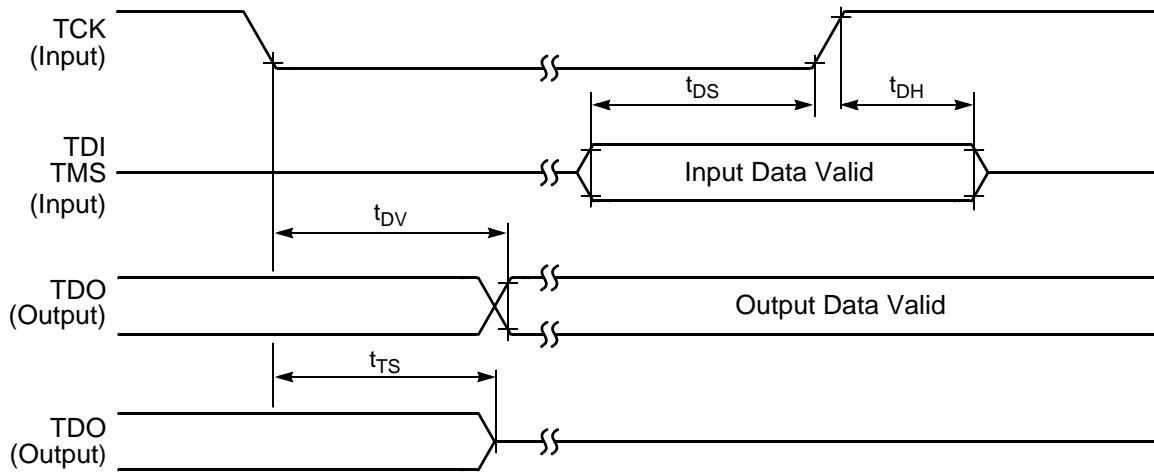 TCK
(Input)
tDS
tDH
TDI
TMS
(Input)
Input Data Valid
tDV
TDO
(Output)
Output Data Valid
tTS
TDO
(Output)